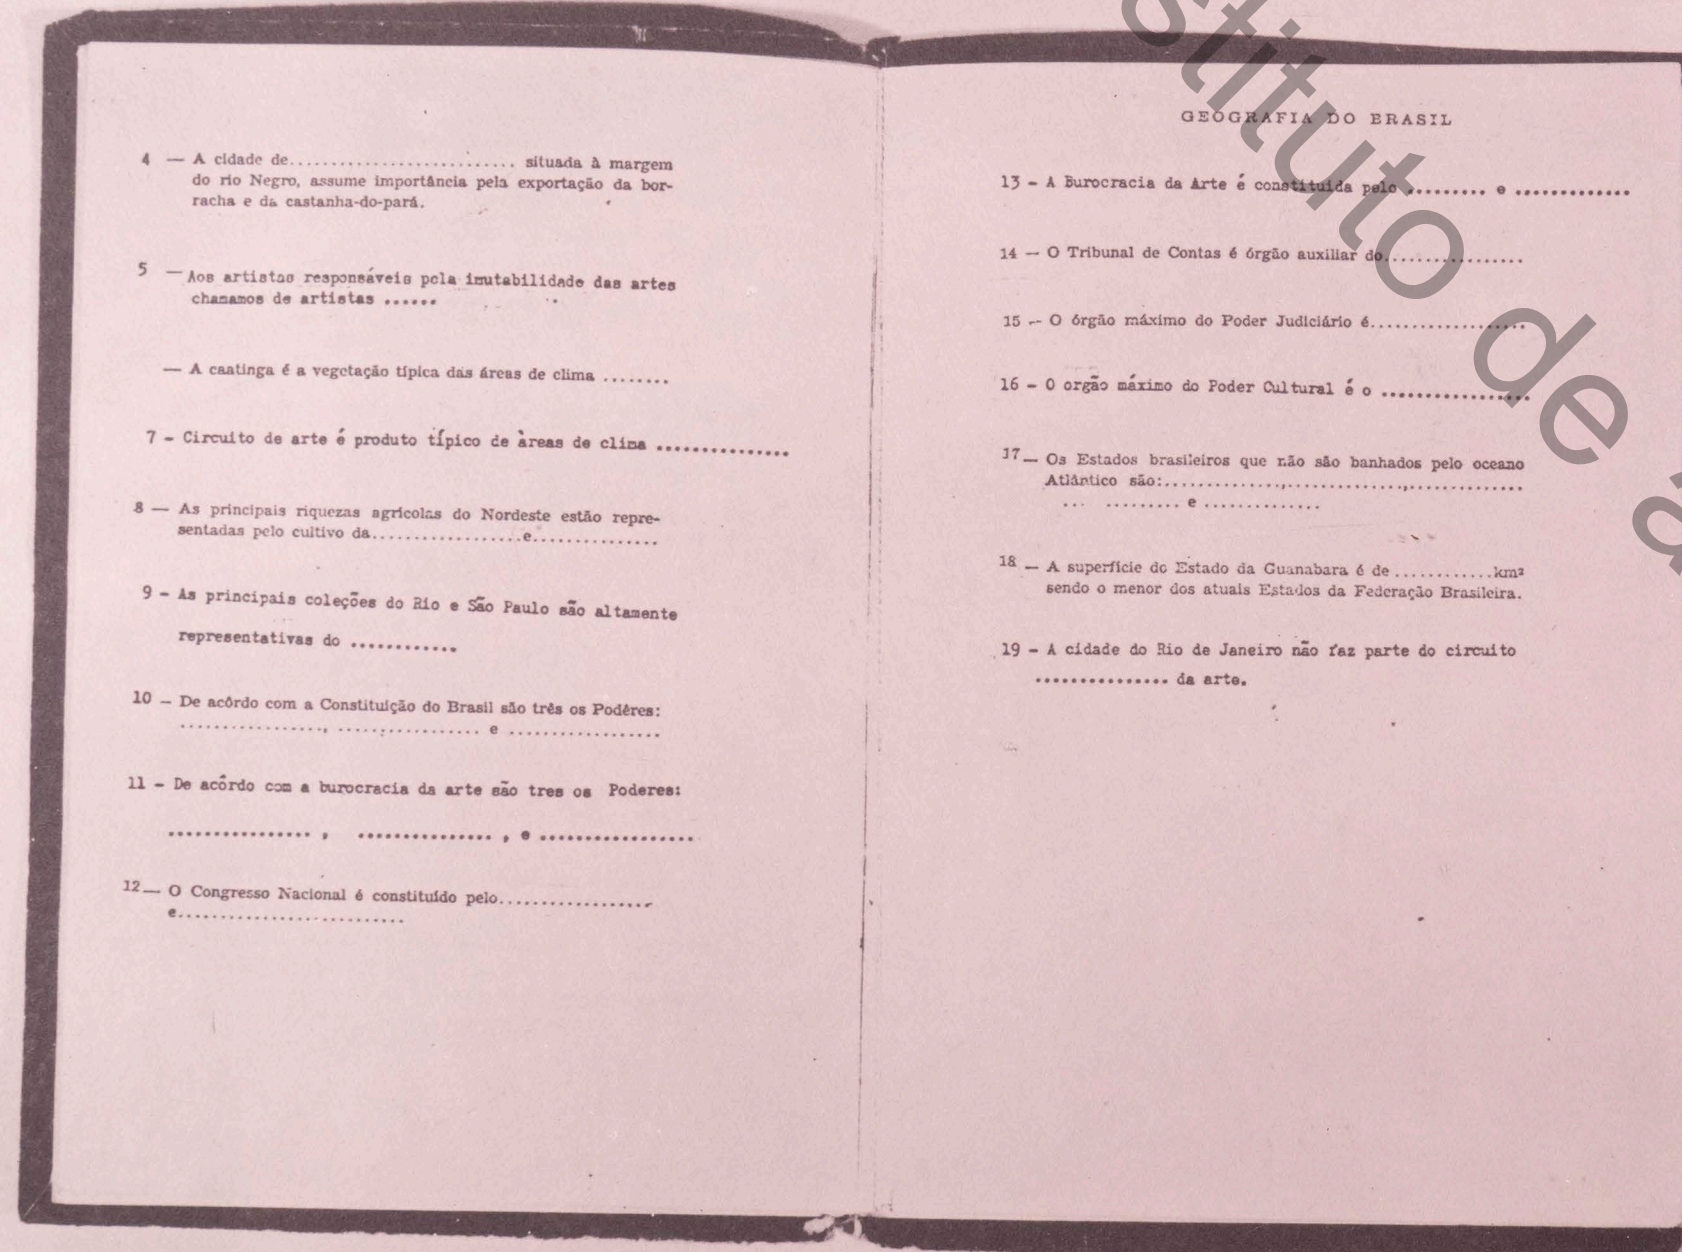 4 — A cidade de........................... situada à margem
do rio Negro, assume importância pela exportação da bor-
racha e da castanha-do-pará.
5 — Aos artistas responsáveis pela imutabilidade das artes
chamamos de artistas ......
— A caatinga é a vegetação típica das áreas de clima ........
7 - Circuito de arte é produto típico de àreas de clima ...............
8 — As principais riquezas agrícolas do Nordeste estão repre-
sentadas pelo cultivo da..................e...............
9 - As principais coleções do Rio e São Paulo são altamente
representativas do ............
10 — De acôrdo com a Constituição do Brasil são três os Podêres:
................., ................. e ..................
11 - De acôrdo com a burocracia da arte são tres os Poderes:
................ , ............... , e .................
12 — O Congresso Nacional é constituído pelo..................
e...........................
GEOGRAFIA DO BRASIL
13 - A Burocracia da Arte é constituida pelo ......... e .............
14 — O Tribunal de Contas é órgão auxiliar do.................
15 -- O órgão máximo do Poder Judiciário é...................
16 - O orgão máximo do Poder Cultural é o .................
17 — Os Estados brasileiros que não são banhados pelo oceano
Atlântico são:..............,..............,..............
... ......... e ..............
18 — A superfície do Estado da Guanabara é de ............km²
sendo o menor dos atuais Estados da Federação Brasileira.
19 - A cidade do Rio de Janeiro não faz parte do circuito
............... da arte.
stituto de a